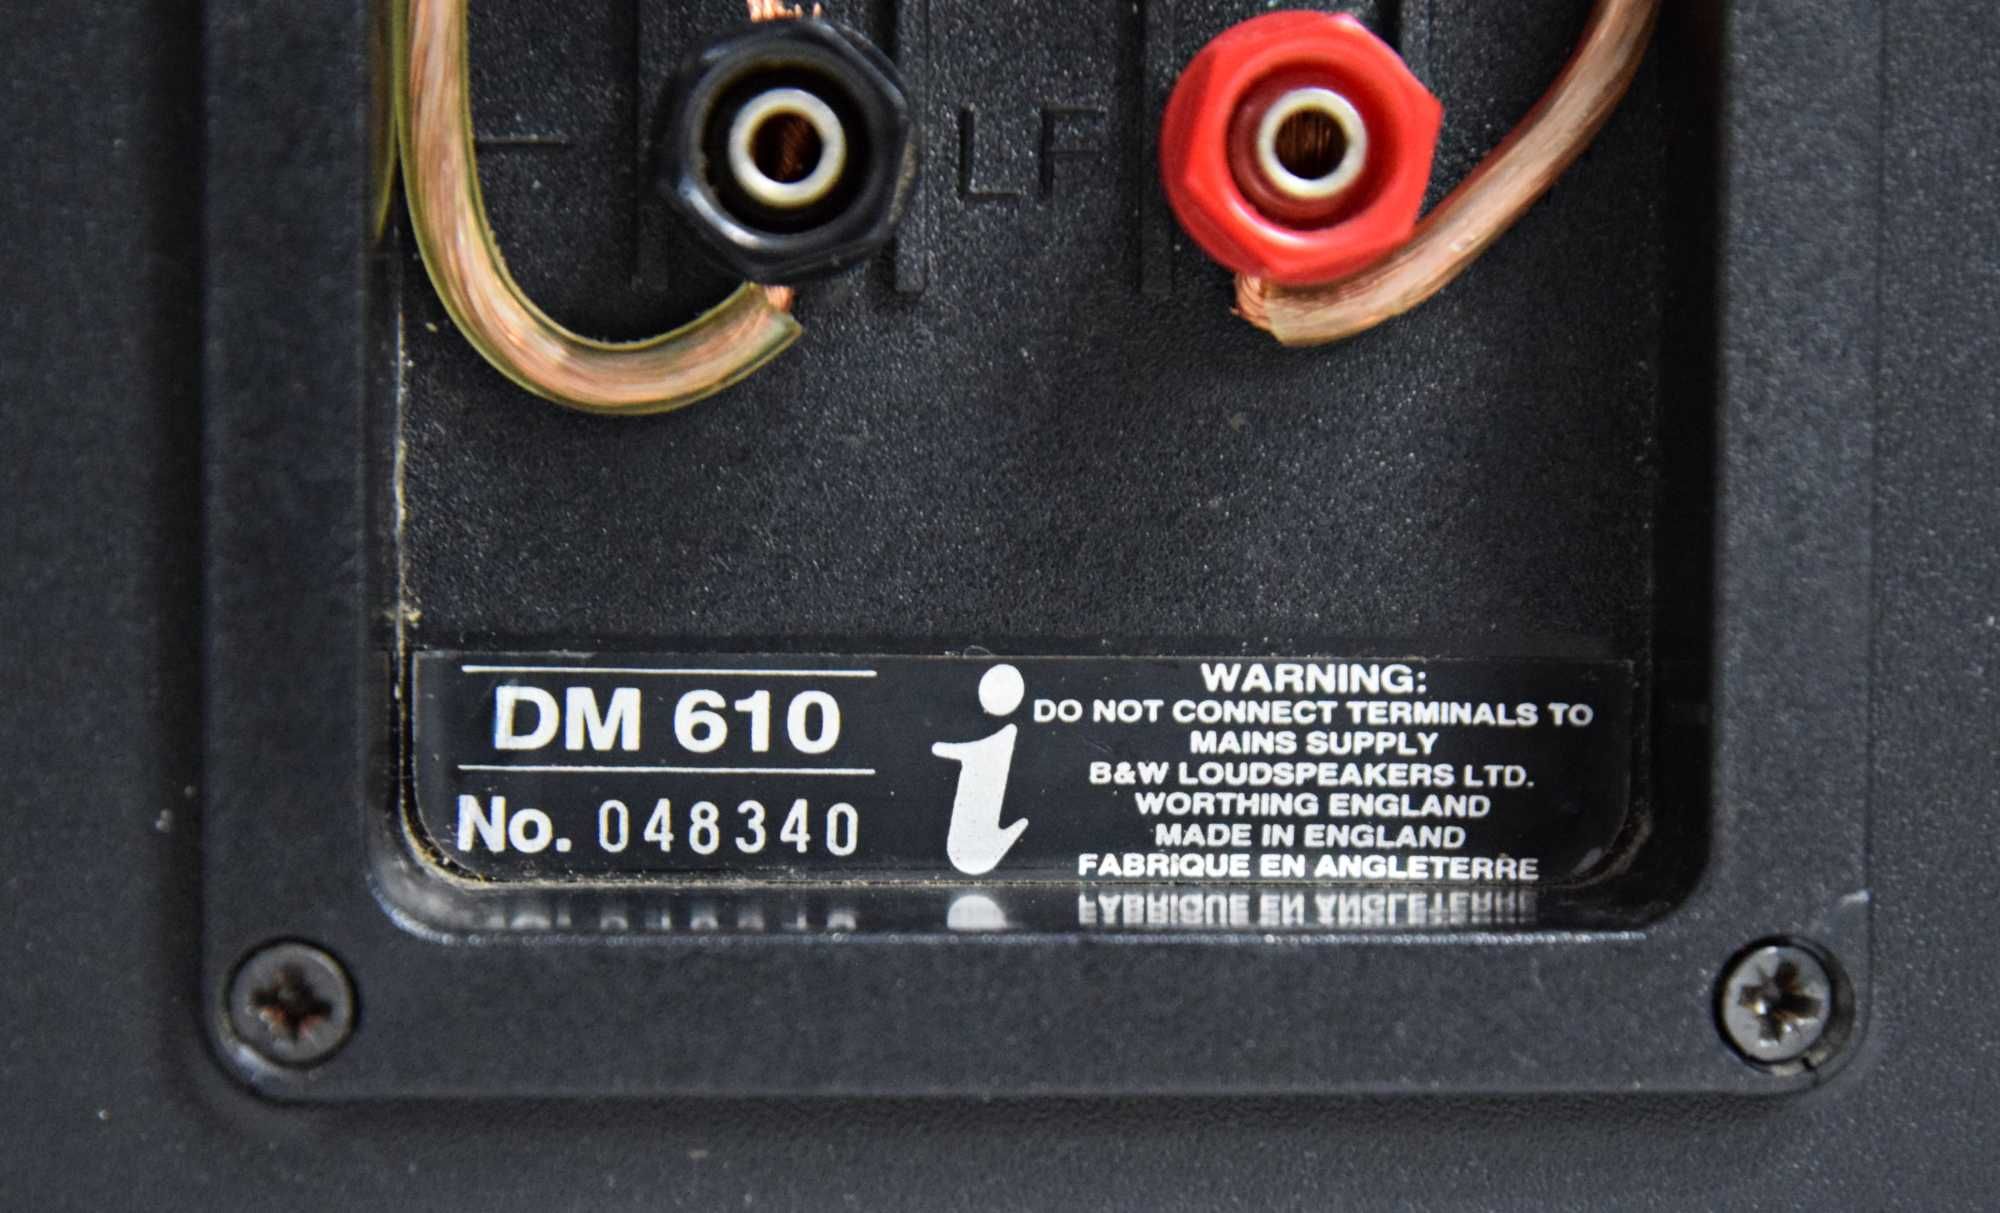 — LF
DM 610
No. 048340
i
WARNING:
DO NOT CONNECT TERMINALS TO
MAINS SUPPLY
B&W LOUDSPEAKERS LTD.
WORTHING ENGLAND
MADE IN ENGLAND
FABRIQUE EN ANGLETERRE